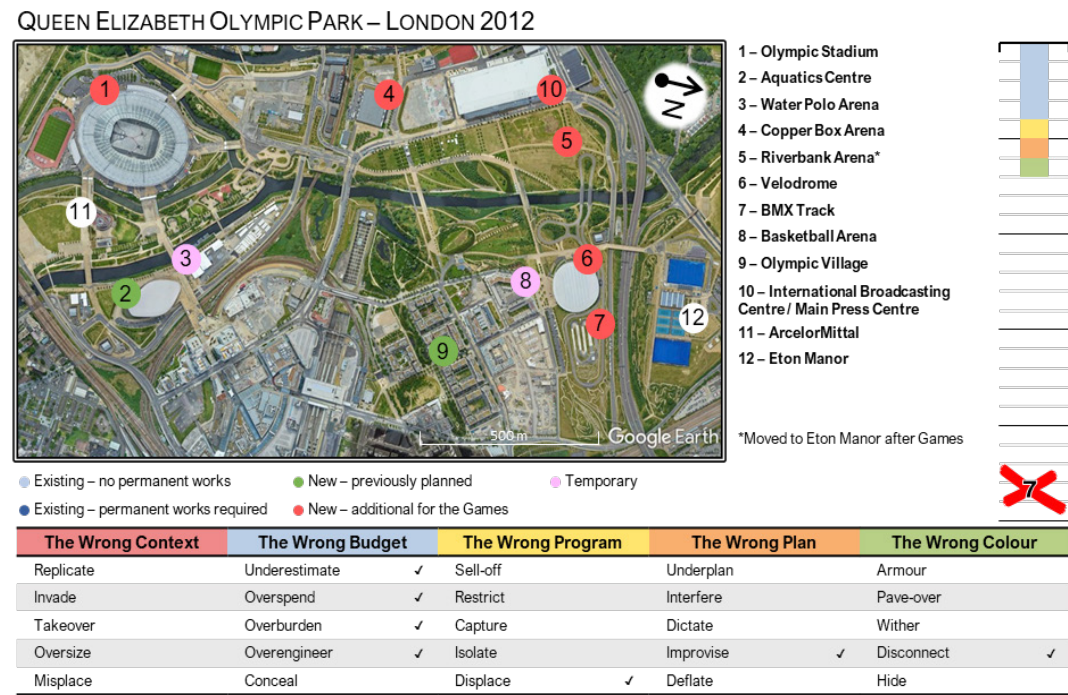 QUEEN ELIZABETH OLYMPIC PARK – LONDON 2012
1
4
10
5
11
3
2
6
8
7
12
9
N
500 m
Google Earth
1 – Olympic Stadium
2 – Aquatics Centre
3 – Water Polo Arena
4 – Copper Box Arena
5 – Riverbank Arena*
6 – Velodrome
7 – BMX Track
8 – Basketball Arena
9 – Olympic Village
10 – International Broadcasting
Centre / Main Press Centre
11 – ArcelorMittal
12 – Eton Manor
*Moved to Eton Manor after Games
7
Existing – no permanent works
New – previously planned
Temporary
Existing – permanent works required
New – additional for the Games
The Wrong Context The Wrong Budget The Wrong Program The Wrong Plan The Wrong Colour
Replicate Underestimate ✓ Sell-off Underplan Armour
Invade Overspend ✓ Restrict Interfere Pave-over
Takeover Overburden ✓ Capture Dictate Wither
Oversize Overengineer ✓ Isolate Improvise ✓ Disconnect ✓
Misplace Conceal Displace ✓ Deflate Hide